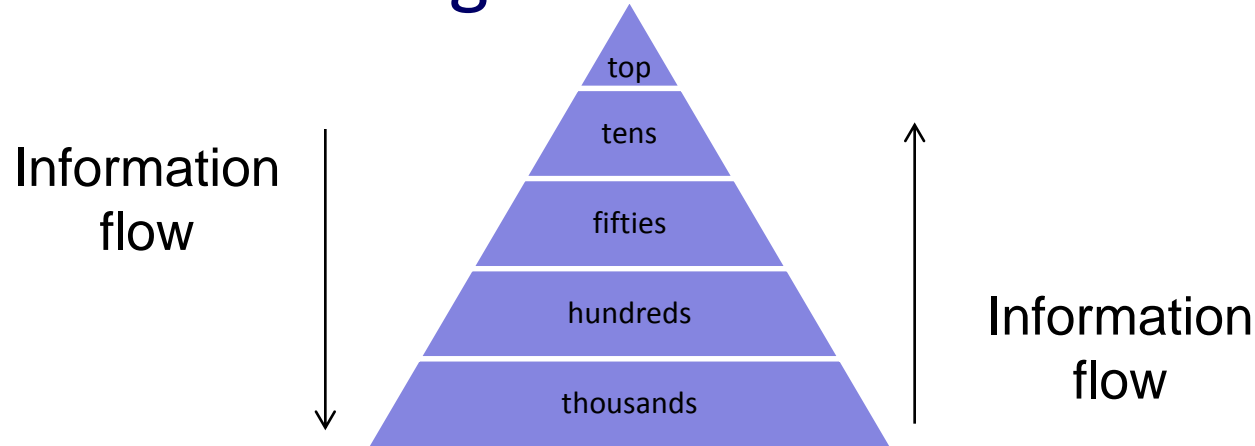 top
tens
Information
flow
fifties
hundreds
Information
flow
thousands